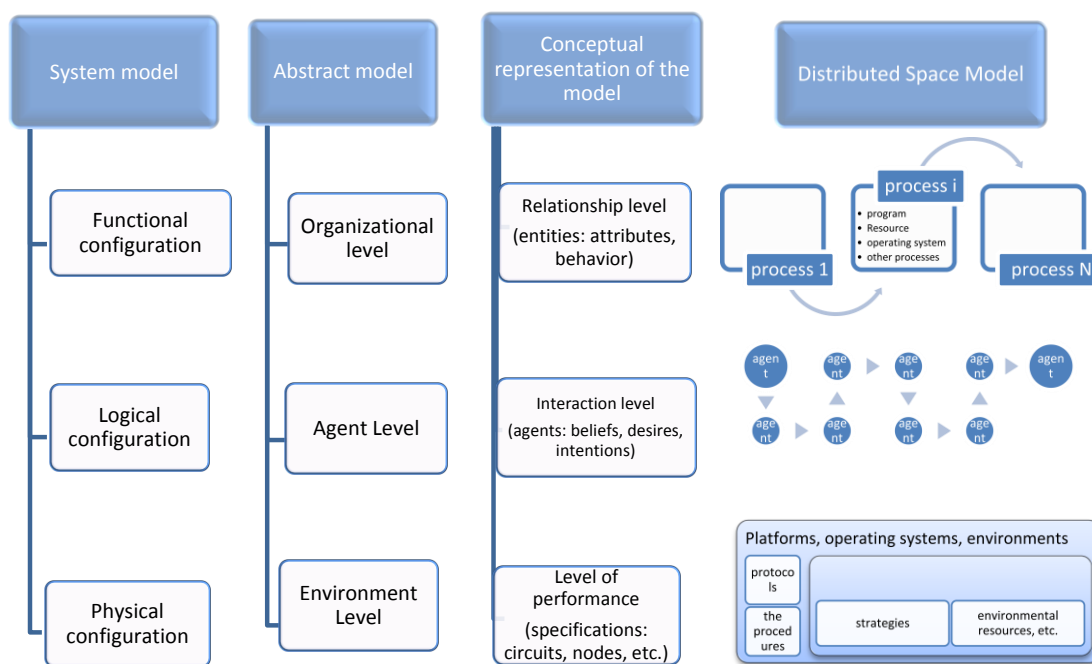 System model
Abstract model
Conceptual
representation of the
model
Distributed Space Model
Functional
configuration
Logical
configuration
Physical
configuration
Organizational
level
Agent Level
Environment
Level
Relationship level
(entities: attributes,
behavior)
Interaction level
(agents: beliefs, desires,
intentions)
Level of
performance
(specifications:
circuits, nodes, etc.)
process 1
process i
• program
• Resource
• operating system
• other processes
process N
agen
t
age
nt
age
nt
age
nt
agen
t
age
nt
age
nt
age
nt
age
nt
Platforms, operating systems, environments
protoco
ls
the
proced
ures
strategies
environmental
resources, etc.